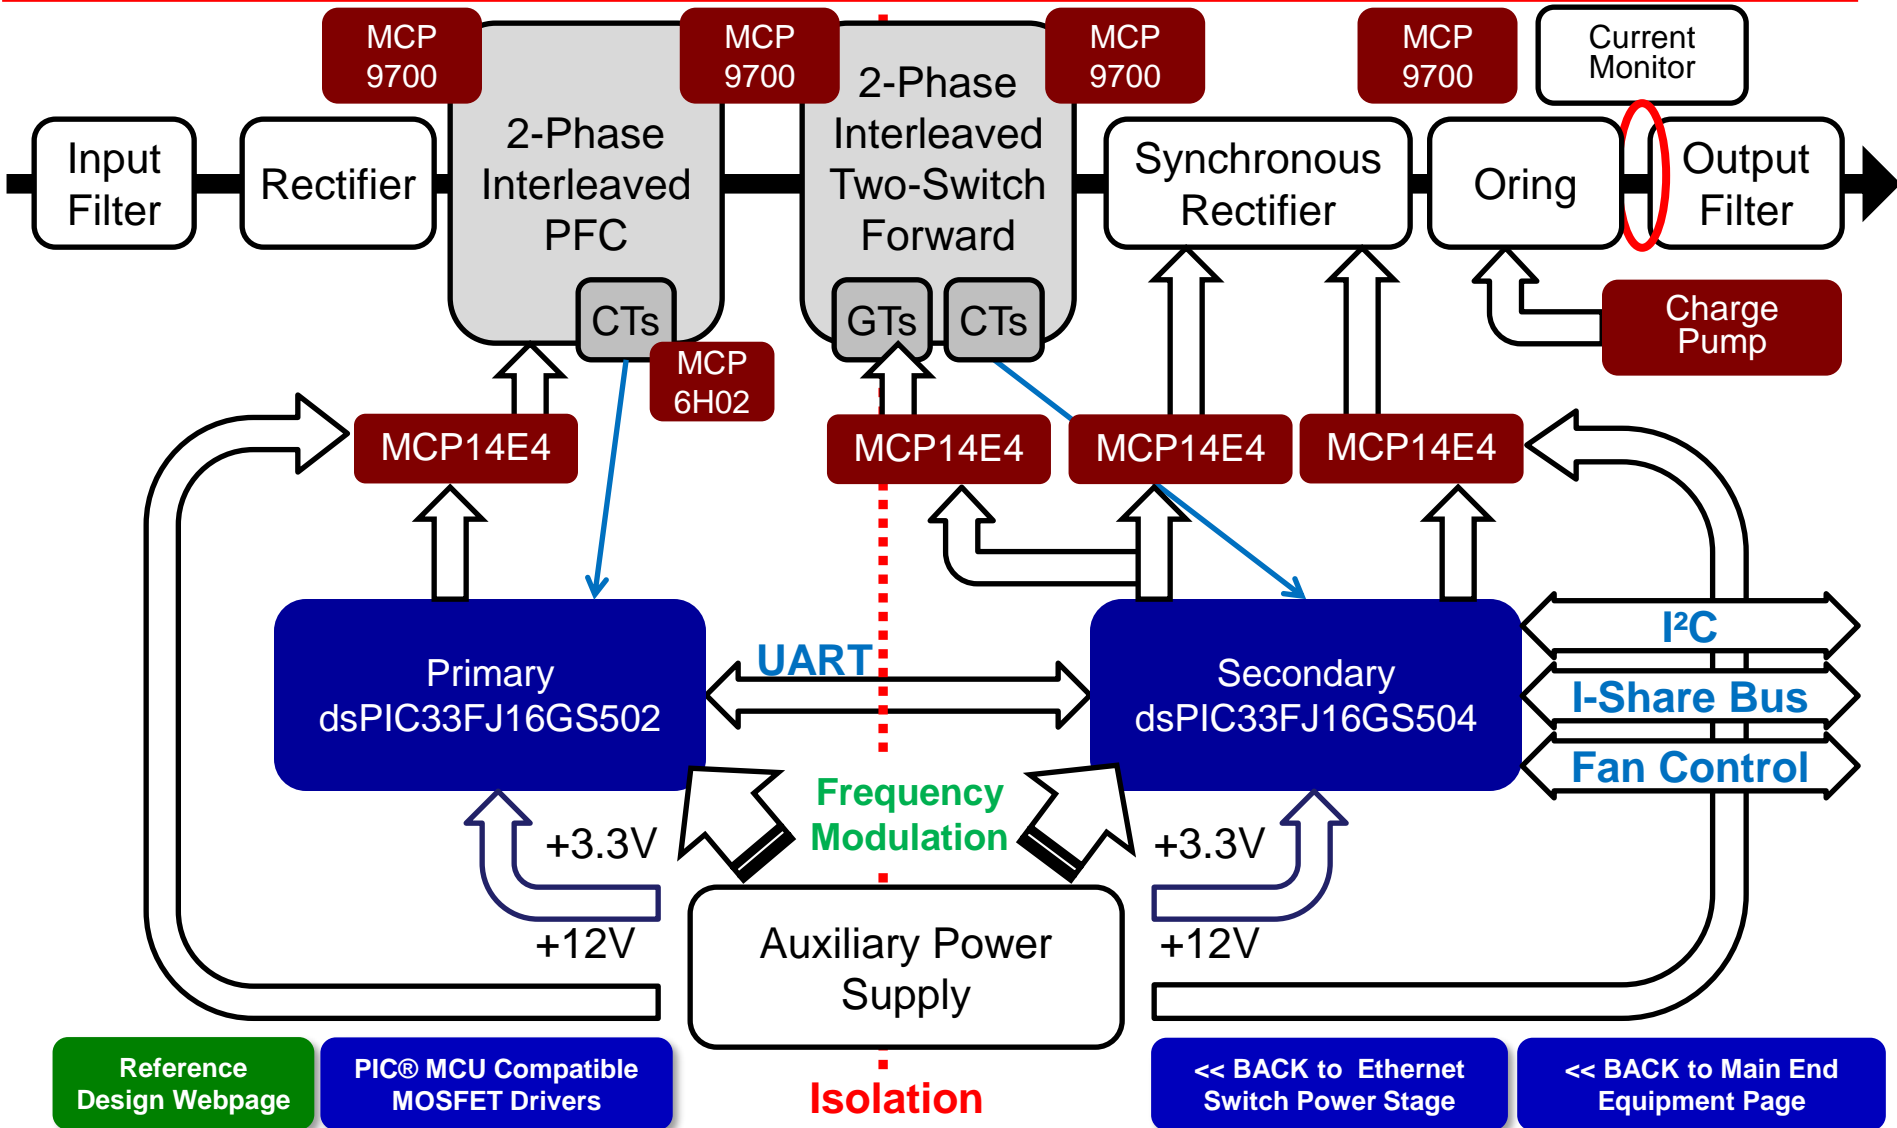 MCP
9700
MCP
9700
MCP
9700
MCP
9700
Current
Monitor
Input
Filter
Rectifier
2-Phase
Interleaved
PFC
CTs
MCP
6H02
2-Phase
Interleaved
Two-Switch
Forward
GTs
CTs
Synchronous
Rectifier
Oring
Output
Filter
Charge
Pump
MCP14E4
MCP14E4
MCP14E4
MCP14E4
Primary
dsPIC33FJ16GS502
UART
Secondary
dsPIC33FJ16GS504
I²C
I-Share Bus
Fan Control
Frequency
Modulation
+3.3V
+12V
+3.3V
+12V
Auxiliary Power
Supply
Isolation
Reference
Design Webpage
PIC® MCU Compatible
MOSFET Drivers
<< BACK to Ethernet
Switch Power Stage
<< BACK to Main End
Equipment Page